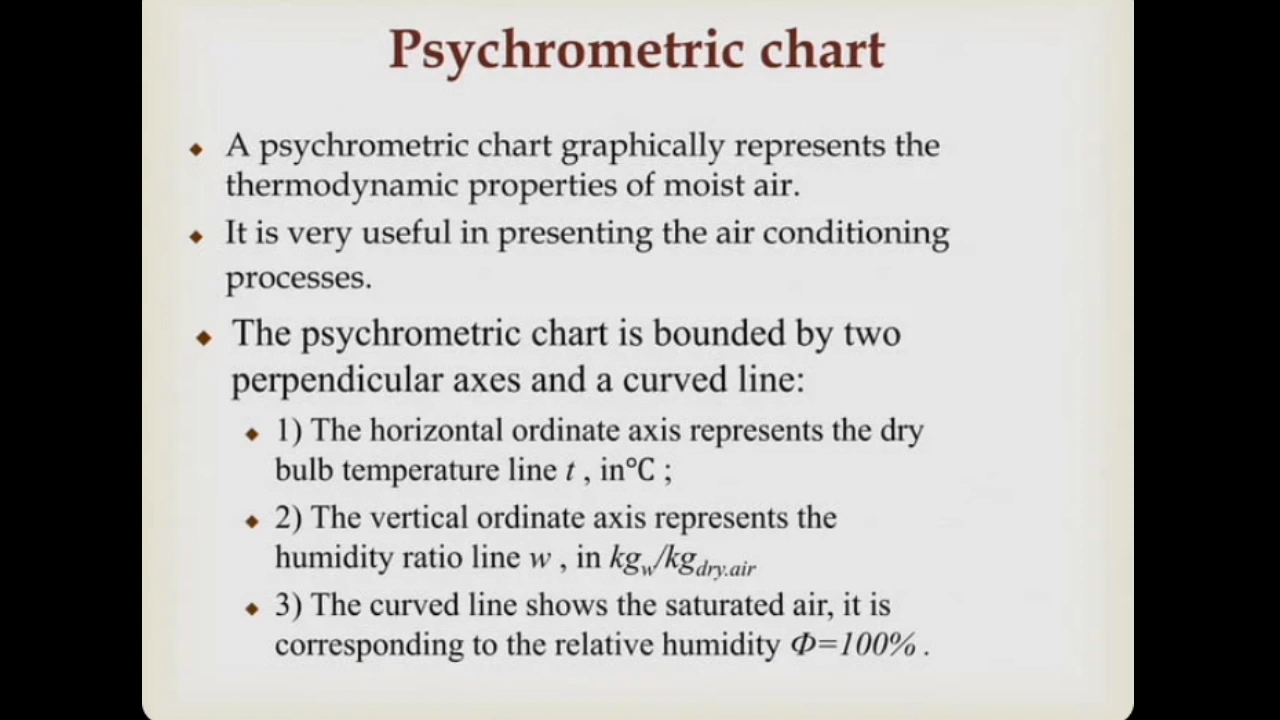 Psychrometric chart
A psychrometric chart graphically represents the
thermodynamic properties of moist air.
It is very useful in presenting the air conditioning
processes.
The psychrometric chart is bounded by two
perpendicular axes and a curved line:
1) The horizontal ordinate axis represents the dry
bulb temperature line t , in°C ;
2) The vertical ordinate axis represents the
humidity ratio line w , in kgw/kgdry.air
3) The curved line shows the saturated air, it is
corresponding to the relative humidity Φ=100% .